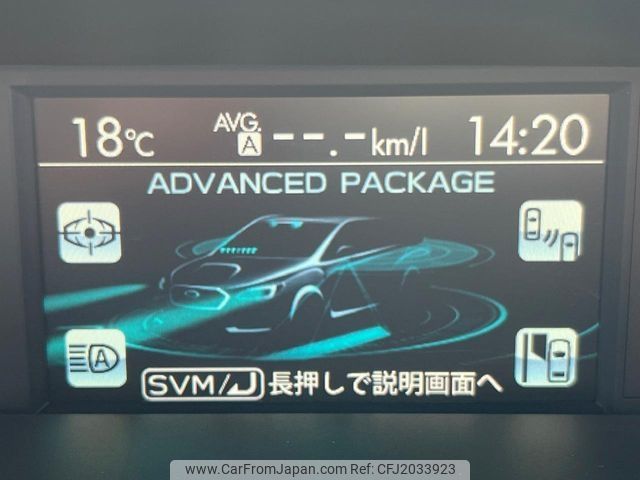 18℃ AVG. A --.-km/l 14:20
ADVANCED PACKAGE
A
SVM/⤶ 長押しで説明画面へ
www.CarFromJapan.com | CFJ2033923